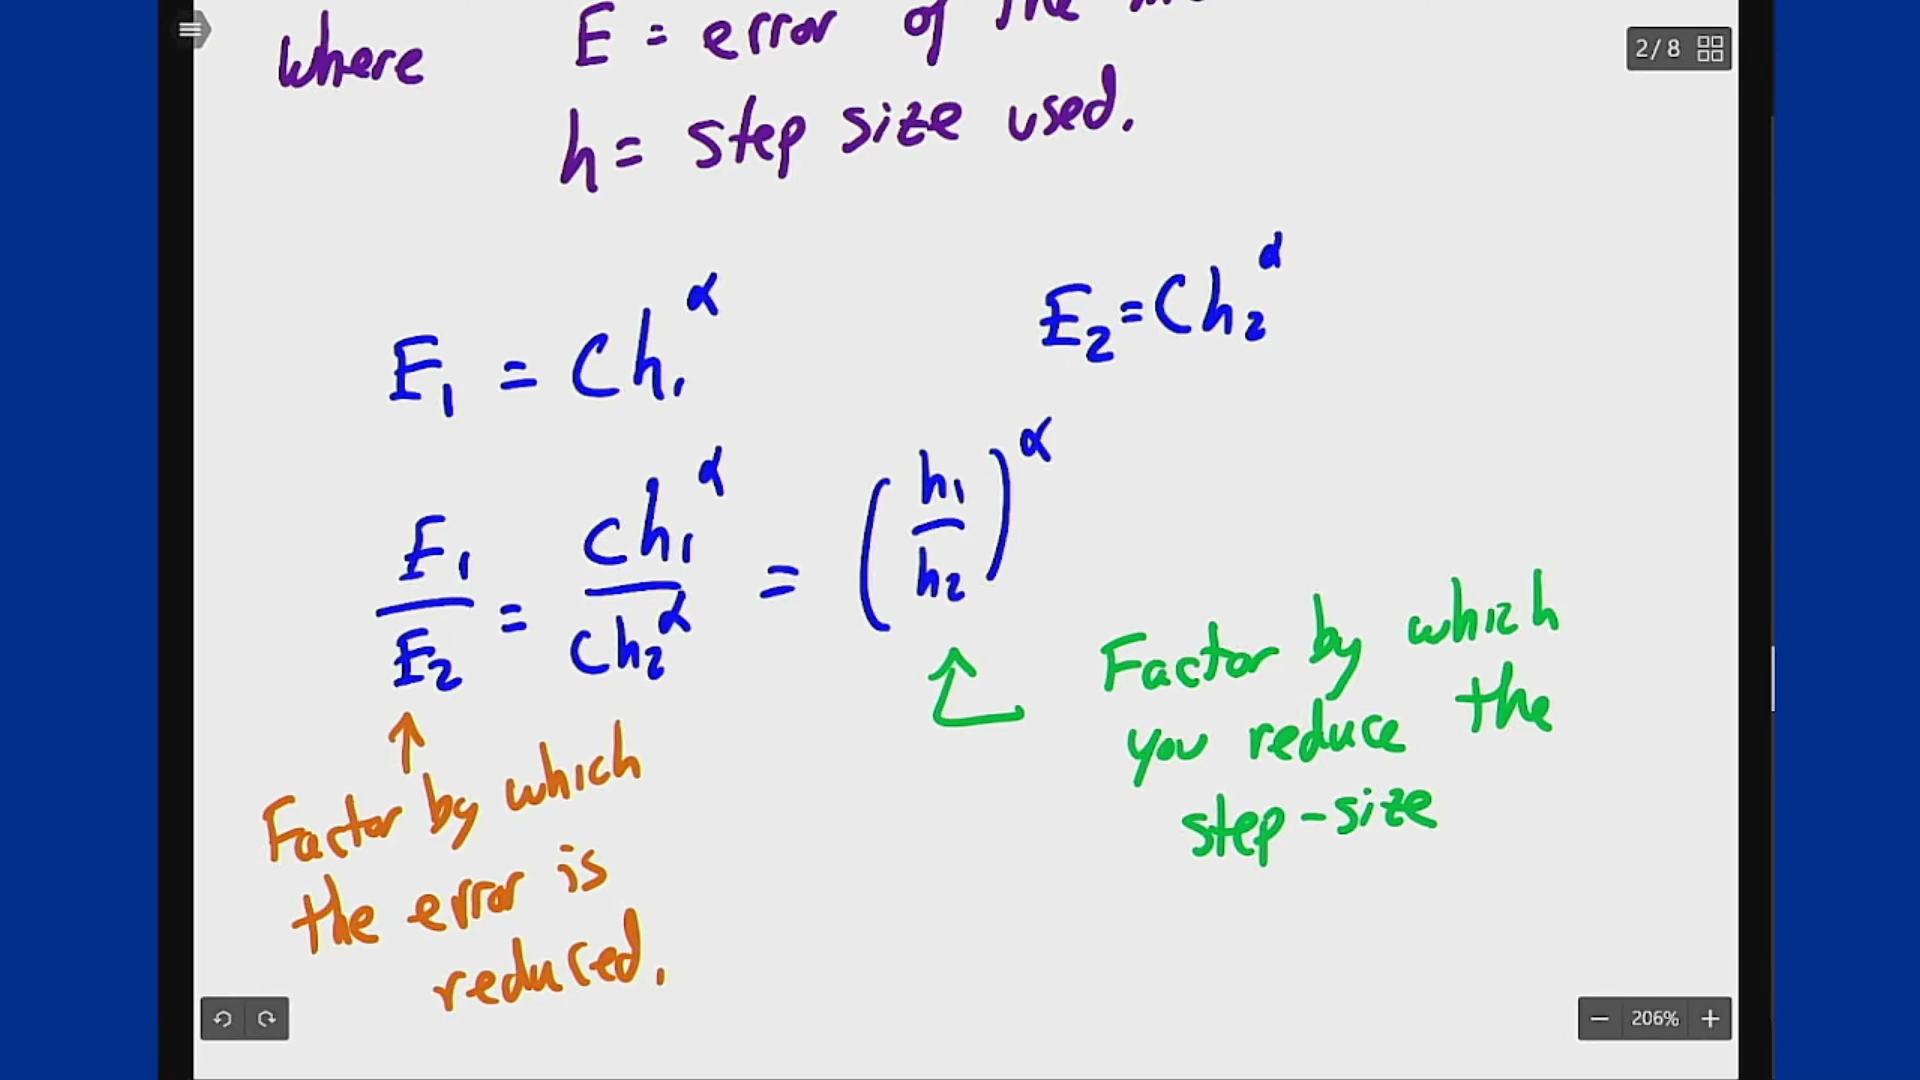 where E = error of the
h = step size used.
2 / 8
E₁ = Ch₁^α E₂ = Ch₂^α
E₁/E₂ = Ch₁^α/Ch₂^α = (h₁/h₂)^α
↑
Factor by which
the error is
reduced.
Factor by which
you reduce the
step-size
206%